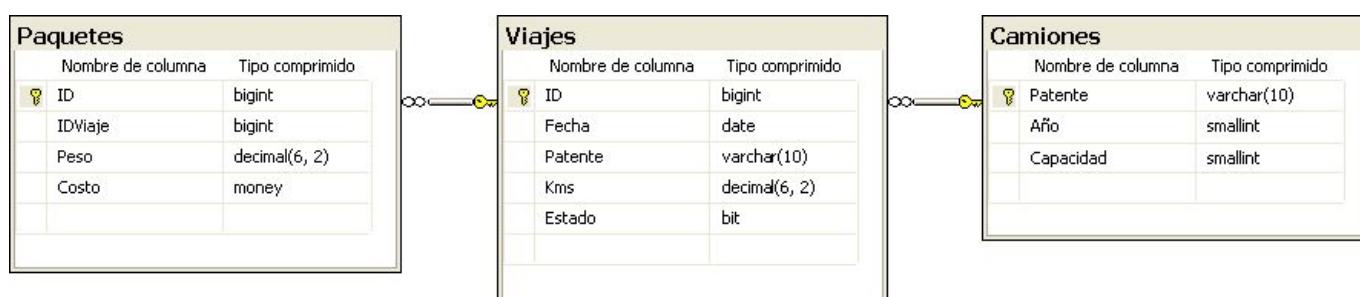 Paquetes
Nombre de columna Tipo comprimido
ID bigint
IDViaje bigint
Peso decimal(6, 2)
Costo money
Viajes
Nombre de columna Tipo comprimido
ID bigint
Fecha date
Patente varchar(10)
Kms decimal(6, 2)
Estado bit
Camiones
Nombre de columna Tipo comprimido
Patente varchar(10)
Año smallint
Capacidad smallint